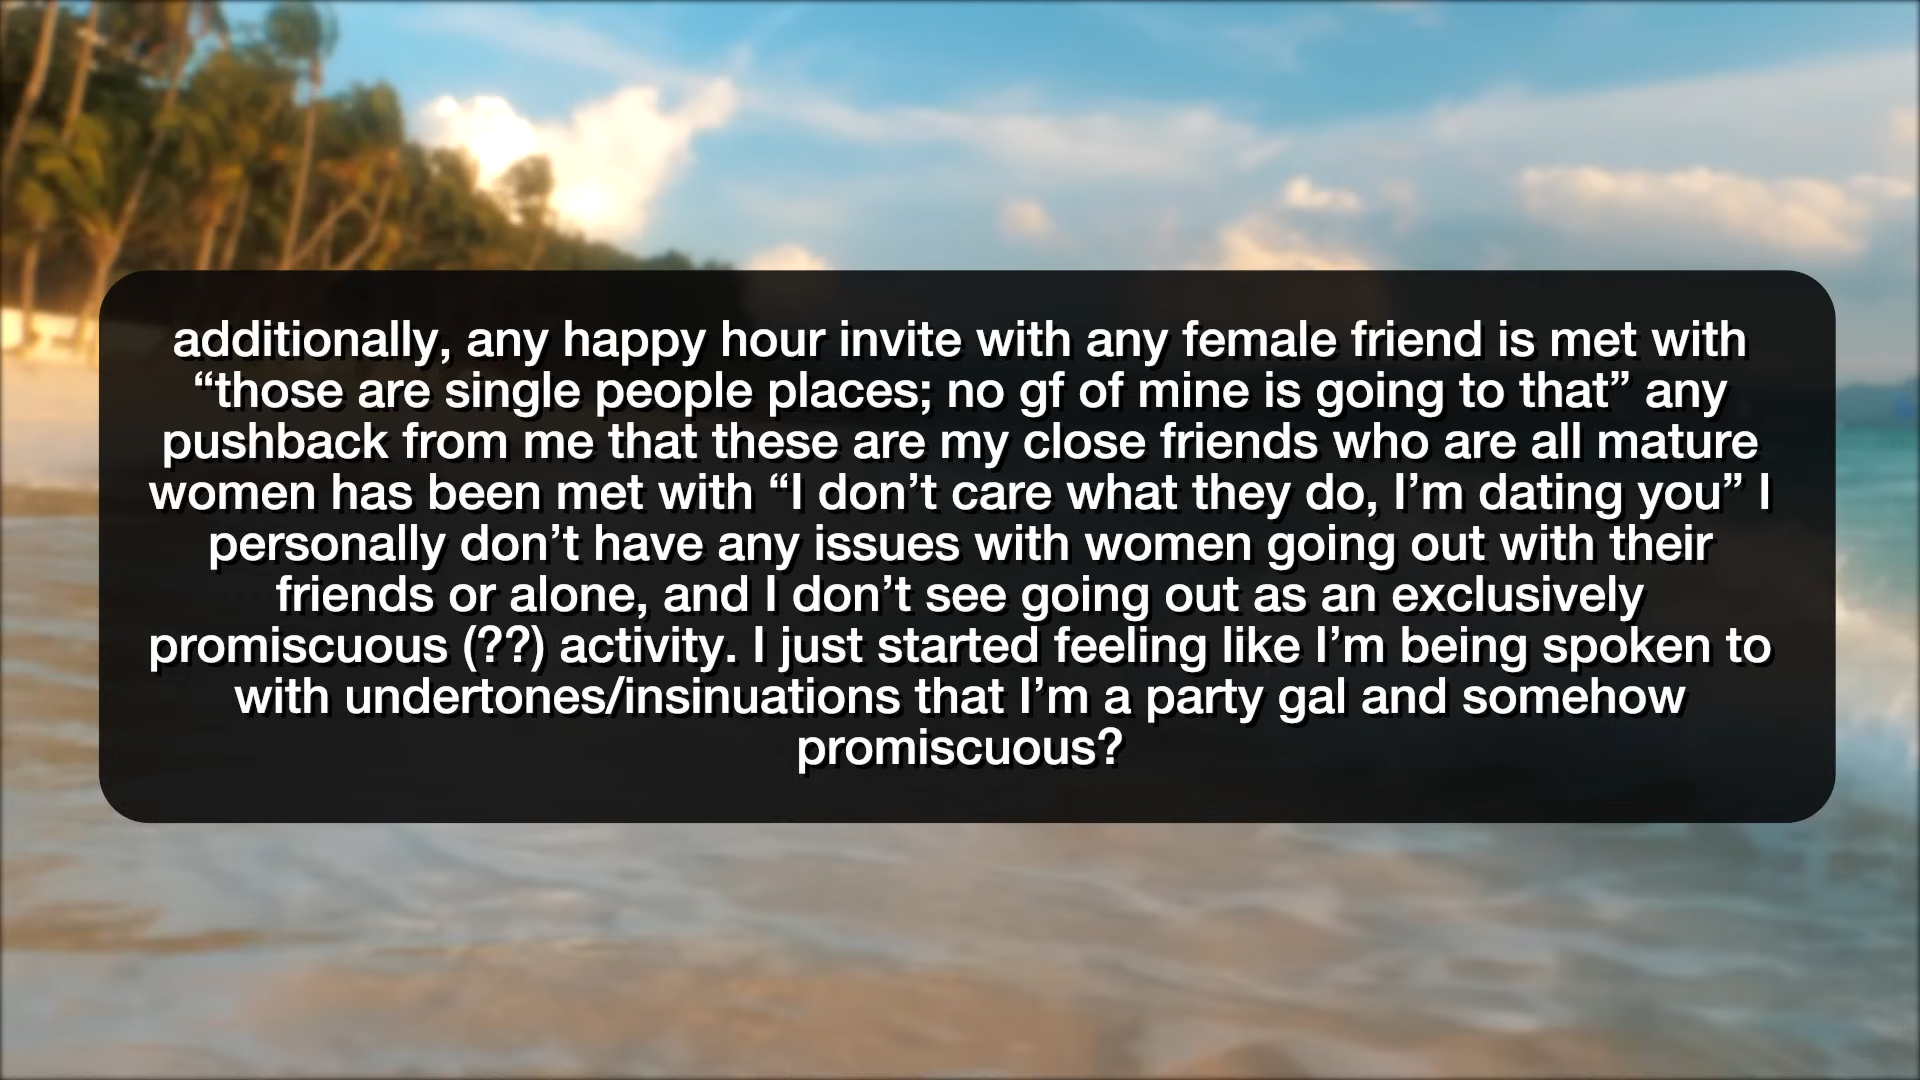 additionally, any happy hour invite with any female friend is met with
“those are single people places; no gf of mine is going to that” any
pushback from me that these are my close friends who are all mature
women has been met with “I don’t care what they do, I’m dating you” I
personally don’t have any issues with women going out with their
friends or alone, and I don’t see going out as an exclusively
promiscuous (??) activity. I just started feeling like I’m being spoken to
with undertones/insinuations that I’m a party gal and somehow
promiscuous?